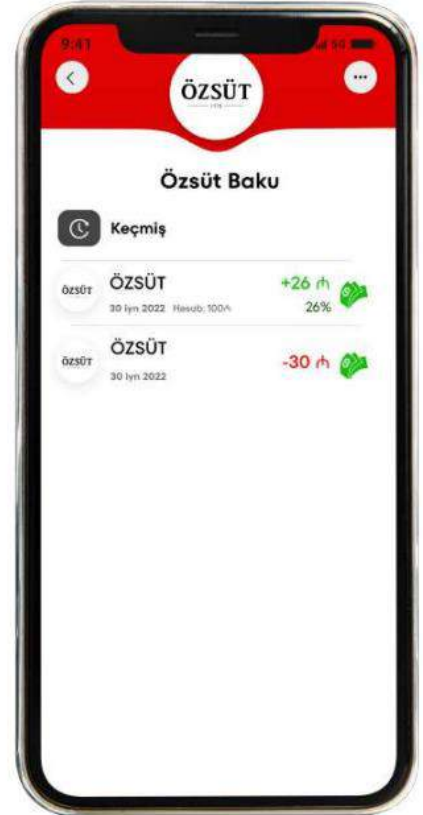 9:41
5G
ÖZSÜT
Özsüt Baku
Keçmiş
ÖZSÜT
ÖZSÜT
+26 ₼
30 İyn 2022 Hesab: 100₼
26%
ÖZSÜT
ÖZSÜT
-30 ₼
30 İyn 2022